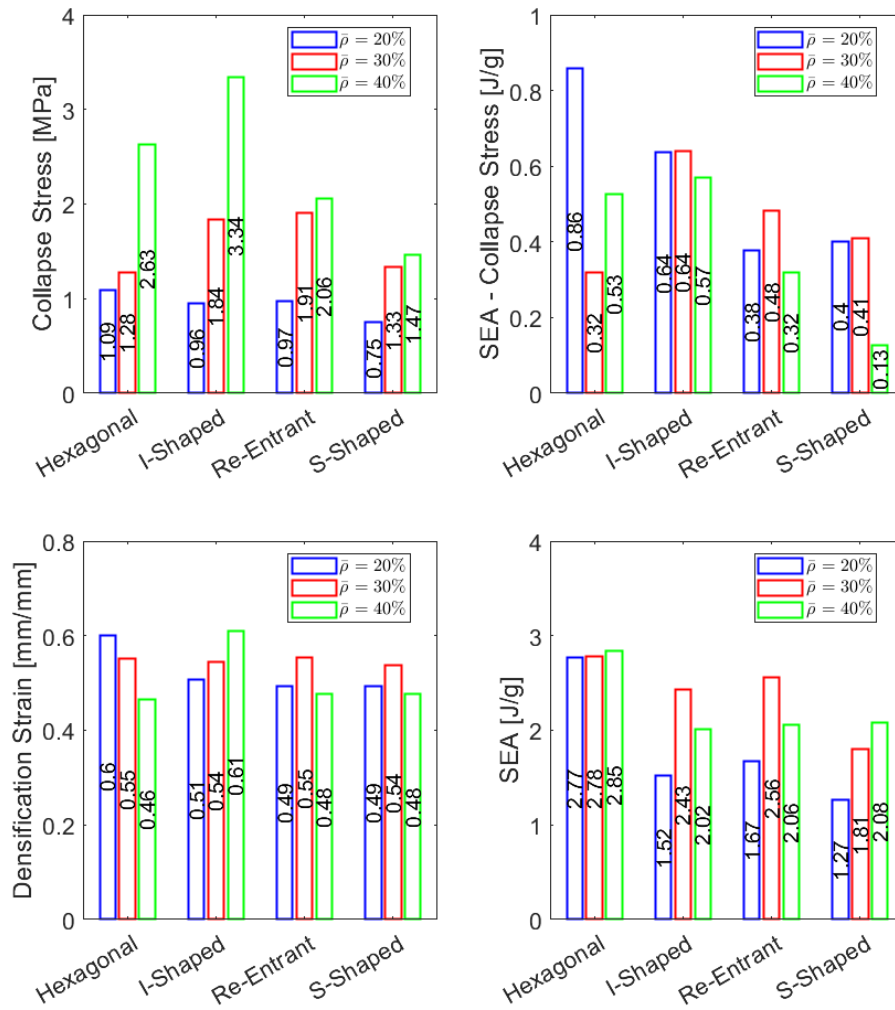 Collapse Stress [MPa]
4
3
2
1
0
ρ̄ = 20%
ρ̄ = 30%
ρ̄ = 40%
1.09
1.28
2.63
0.96
1.84
3.34
0.97
1.91
2.06
0.75
1.33
1.47
Hexagonal
I-Shaped
Re-Entrant
S-Shaped
SEA - Collapse Stress [J/g]
1
0.8
0.6
0.4
0.2
0
ρ̄ = 20%
ρ̄ = 30%
ρ̄ = 40%
0.86
0.32
0.53
0.64
0.64
0.57
0.38
0.48
0.32
0.4
0.41
0.13
Hexagonal
I-Shaped
Re-Entrant
S-Shaped
Densification Strain [mm/mm]
0.8
0.6
0.4
0.2
0
ρ̄ = 20%
ρ̄ = 30%
ρ̄ = 40%
0.6
0.55
0.46
0.51
0.54
0.61
0.49
0.55
0.48
0.49
0.54
0.48
Hexagonal
I-Shaped
Re-Entrant
S-Shaped
SEA [J/g]
4
3
2
1
0
ρ̄ = 20%
ρ̄ = 30%
ρ̄ = 40%
2.77
2.78
2.85
1.52
2.43
2.02
1.67
2.56
2.06
1.27
1.81
2.08
Hexagonal
I-Shaped
Re-Entrant
S-Shaped